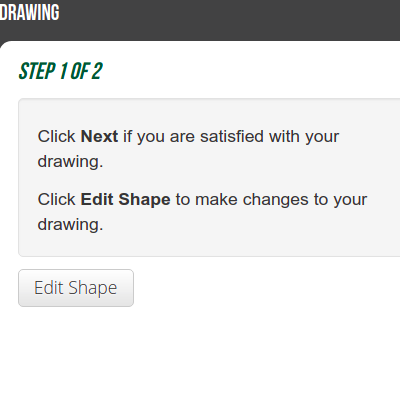 DRAWING
STEP 1 OF 2
Click Next if you are satisfied with your
drawing.
Click Edit Shape to make changes to your
drawing.
Edit Shape